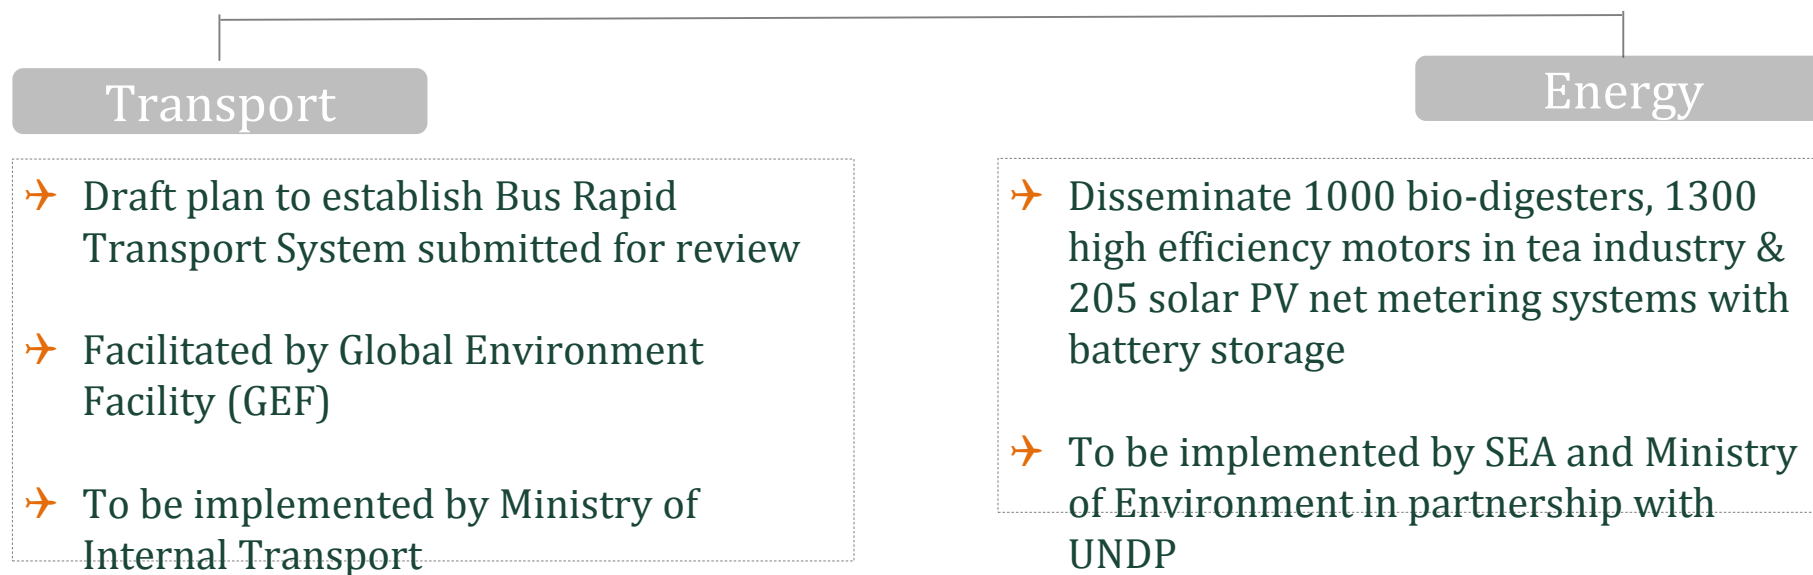 Transport
Draft plan to establish Bus Rapid
Transport System submitted for review
Facilitated by Global Environment
Facility (GEF)
To be implemented by Ministry of
Internal Transport
Energy
Disseminate 1000 bio-digesters, 1300
high efficiency motors in tea industry &
205 solar PV net metering systems with
battery storage
To be implemented by SEA and Ministry
of Environment in partnership with
UNDP